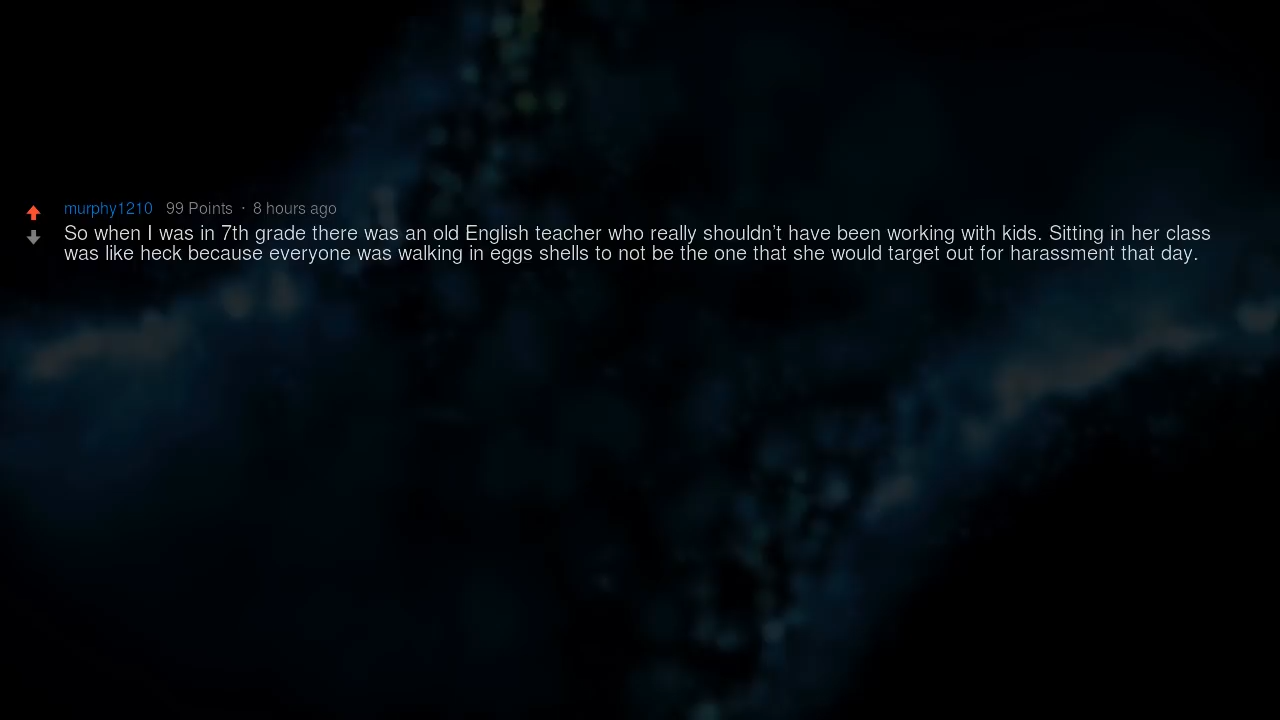 murphy1210 99 Points · 8 hours ago
So when I was in 7th grade there was an old English teacher who really shouldn't have been working with kids. Sitting in her class
was like heck because everyone was walking in eggs shells to not be the one that she would target out for harassment that day.